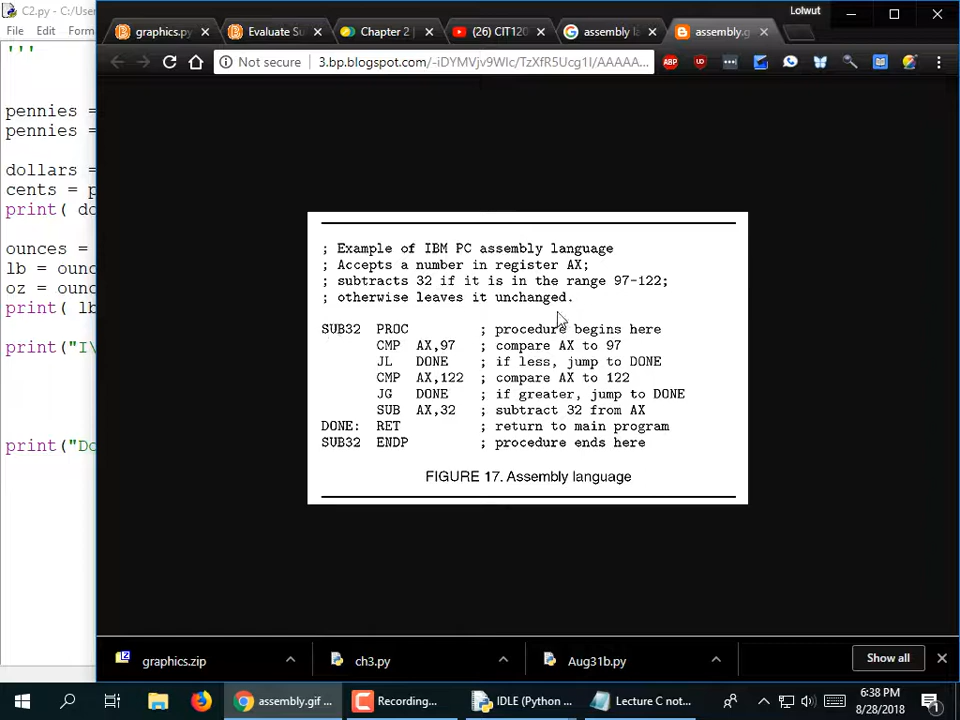 C2.py - C:/User
File Edit Form
'''
pennies =
pennies =
dollars =
cents = p
print( do
ounces =
lb = ounc
oz = ounc
print( lb
print("I\
print("Do
Lolwut
graphics.py
Evaluate Su
Chapter 2 |
(26) CIT120
assembly la
assembly.g
Not secure 3.bp.blogspot.com/-iDYMVjv9WIc/TzXfR5Ucg1I/AAAAA...
ABP
; Example of IBM PC assembly language
; Accepts a number in register AX;
; subtracts 32 if it is in the range 97-122;
; otherwise leaves it unchanged.
SUB32 PROC ; procedure begins here
CMP AX,97 ; compare AX to 97
JL DONE ; if less, jump to DONE
CMP AX,122 ; compare AX to 122
JG DONE ; if greater, jump to DONE
SUB AX,32 ; subtract 32 from AX
DONE: RET ; return to main program
SUB32 ENDP ; procedure ends here
FIGURE 17. Assembly language
graphics.zip
ch3.py
Aug31b.py
Show all
assembly.gif ...
Recording...
IDLE (Python ...
Lecture C not...
6:38 PM
8/28/2018
1